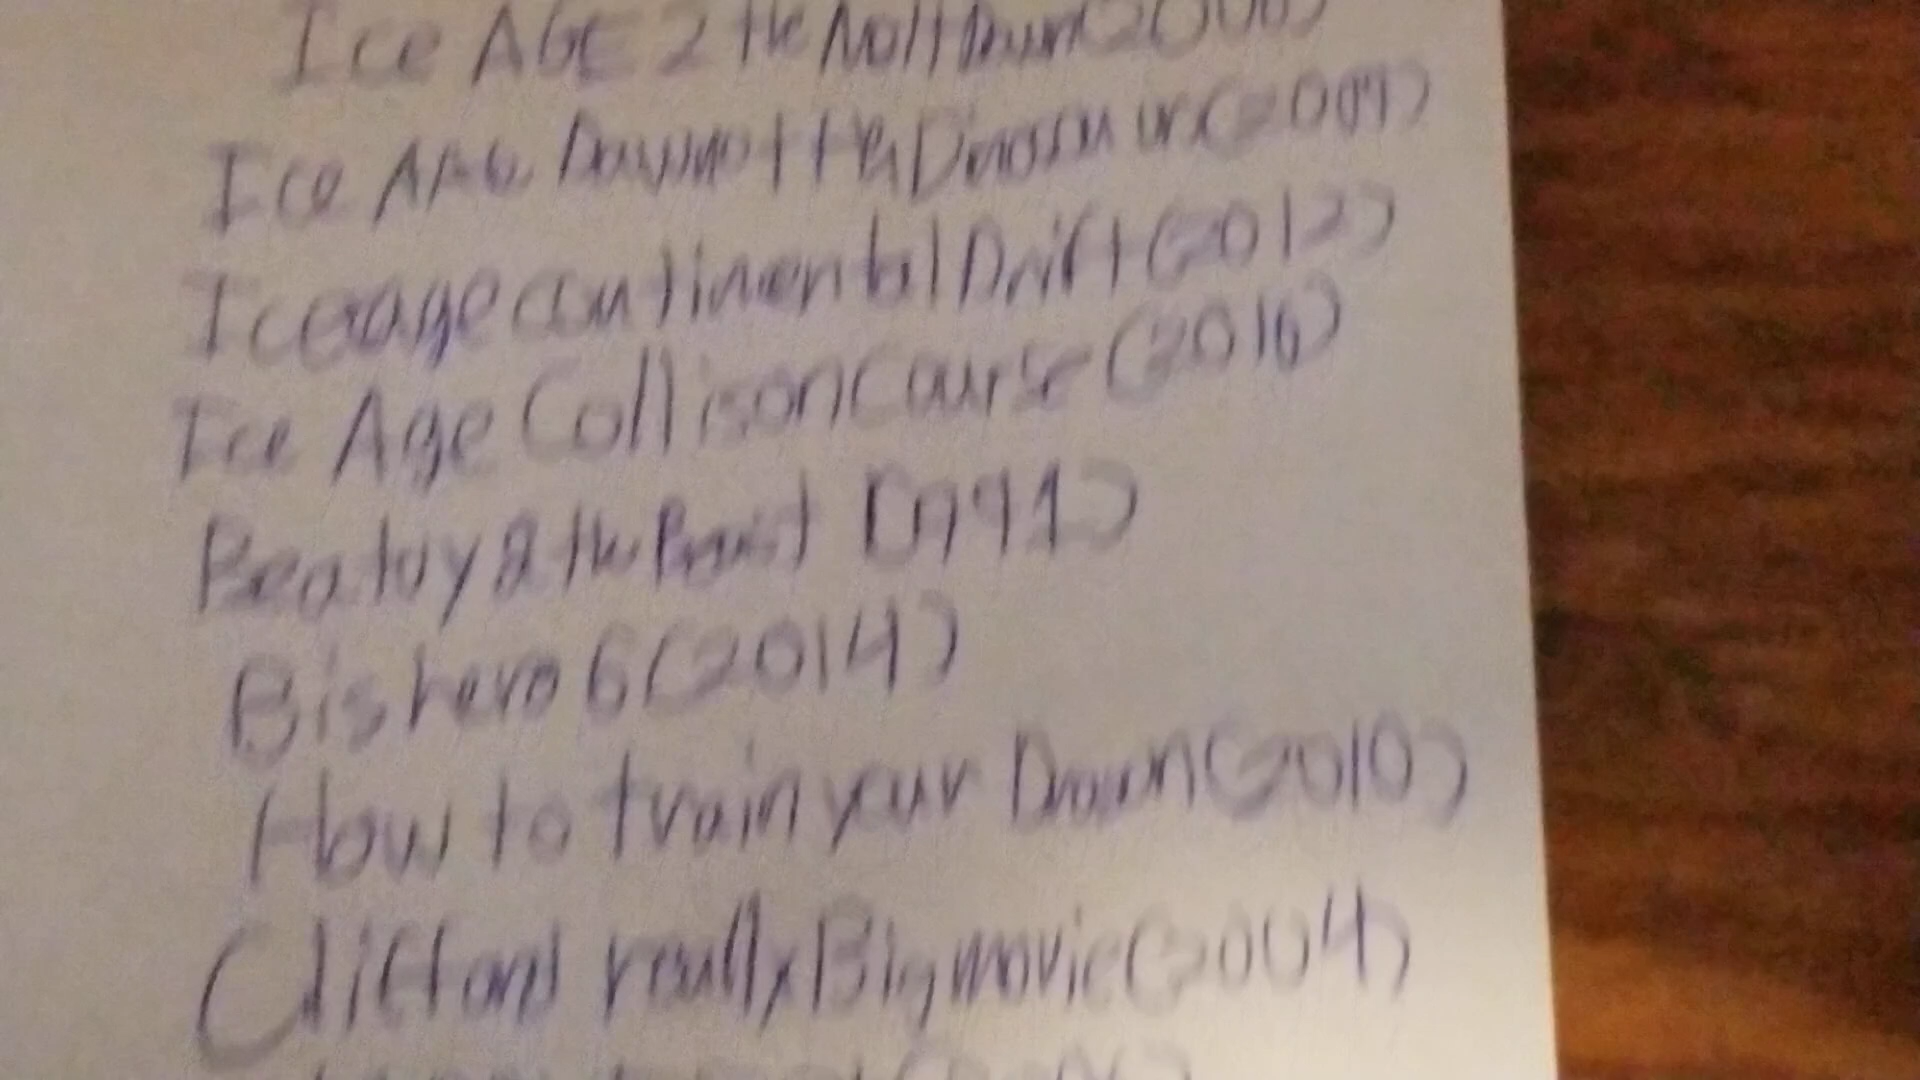 Ice AGE 2 the Melt Down(2006)
Ice AGE Dawn of the Dinosaurs(2009)
Ice age continental Drift(2012)
Ice Age Collison Course(2016)
Beatuy & the Beast (1991)
Big hero 6(2014)
How to train your Dragon(2010)
Clifford really Big movie(2004)